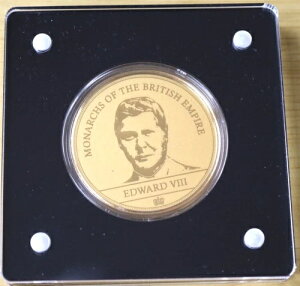 MONARCHS OF THE BRITISH EMPIRE
EDWARD VIII